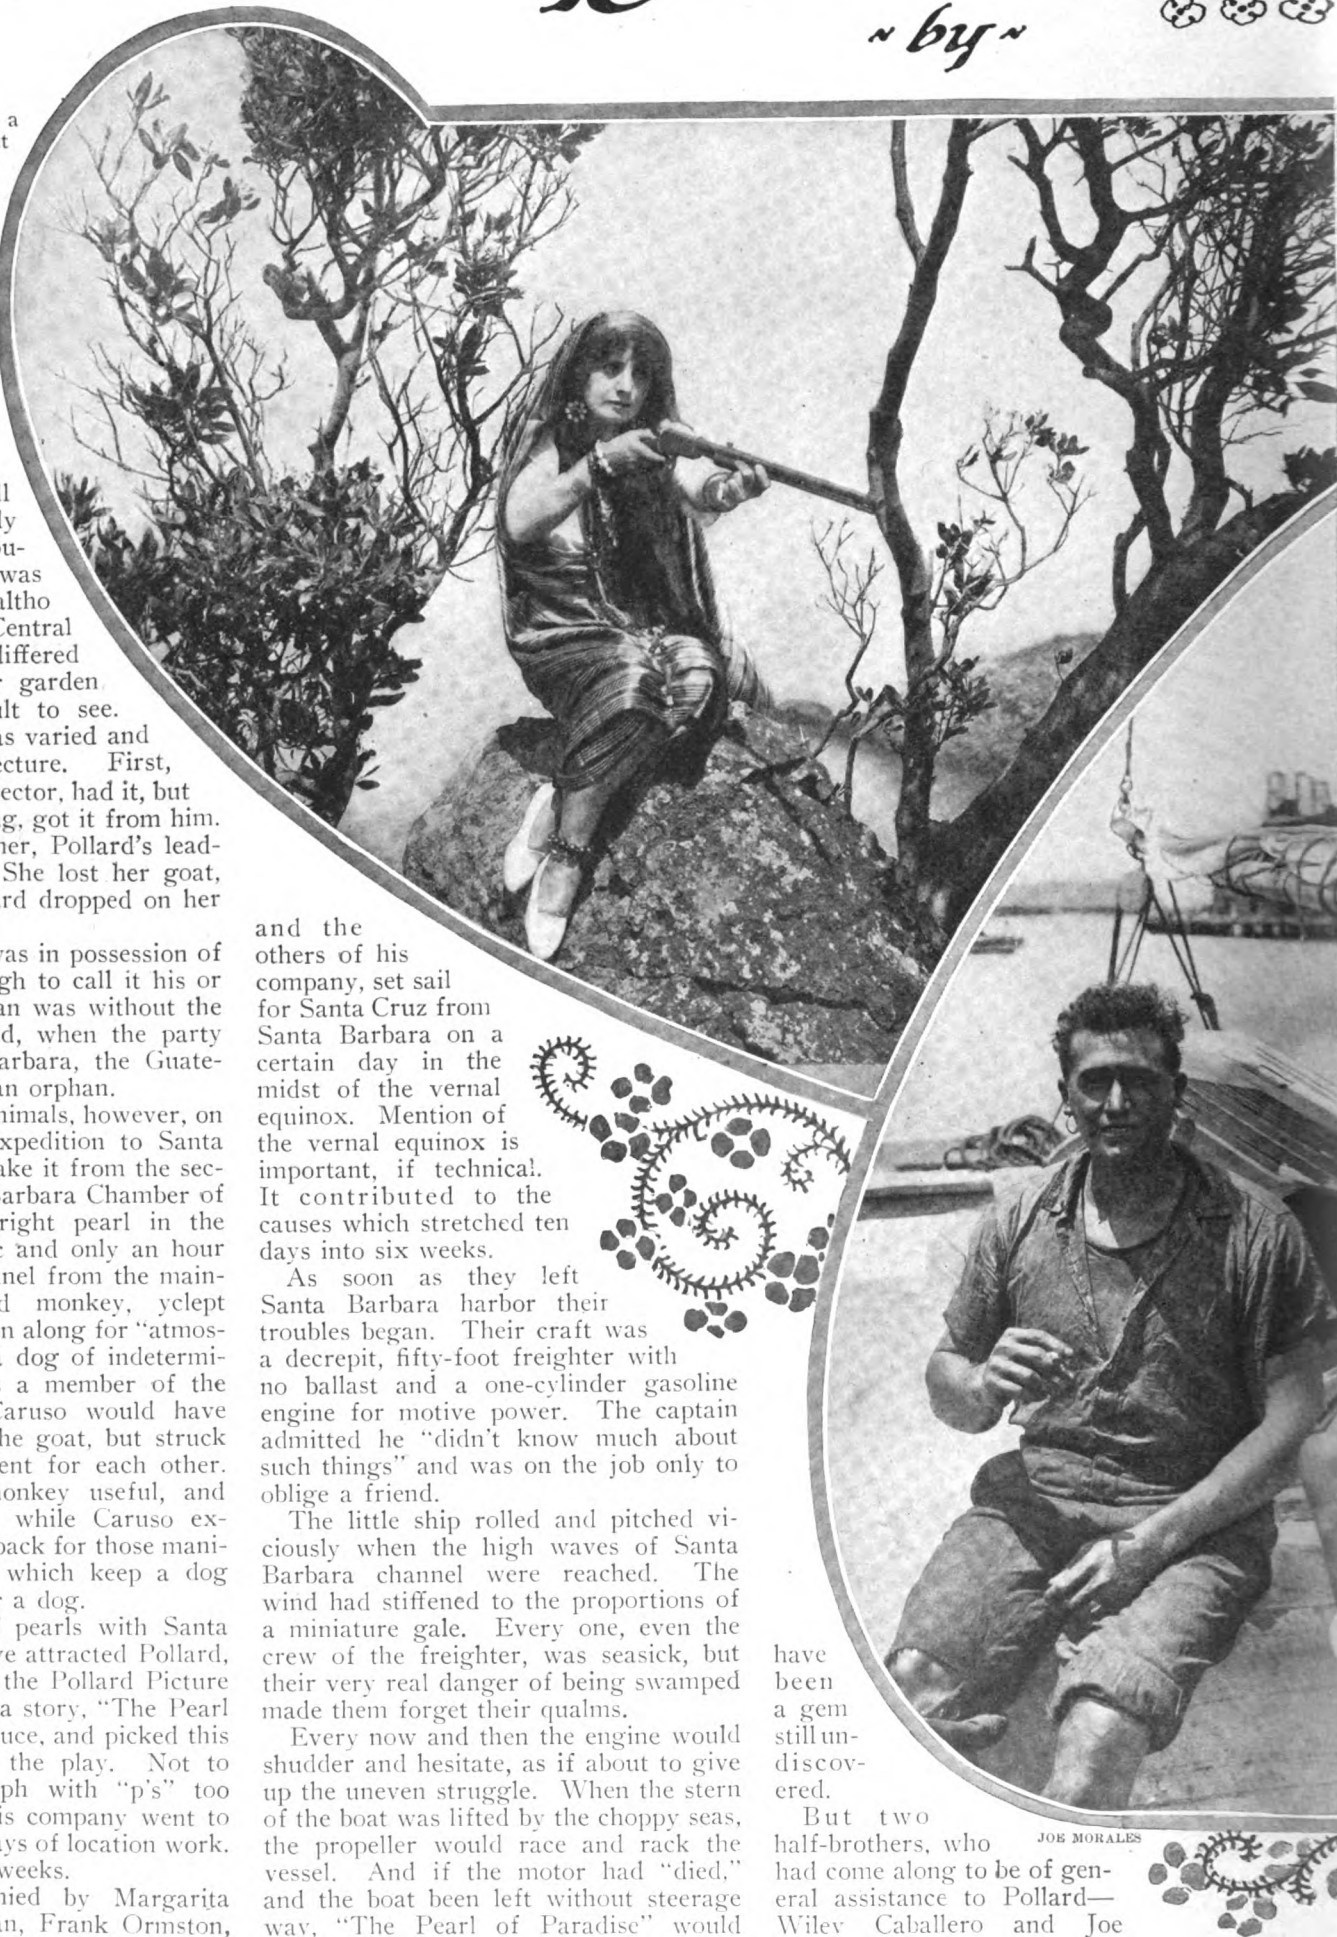 ~ by ~
a
t
ll
ly
ou-
was
altho
Central
differed
r garden
ult to see.
as varied and
ecture. First,
ector, had it, but
g, got it from him.
her, Pollard's lead-
She lost her goat,
ard dropped on her
was in possession of
gh to call it his or
an was without the
d, when the party
arbara, the Guate-
an orphan.
nimals, however, on
xpedition to Santa
ake it from the sec-
Barbara Chamber of
right pearl in the
c and only an hour
nel from the main-
d monkey, yclept
n along for "atmos-
a dog of indetermi-
s a member of the
Caruso would have
he goat, but struck
ent for each other.
monkey useful, and
while Caruso ex-
back for those mani-
which keep a dog
r a dog.
f pearls with Santa
ve attracted Pollard,
the Pollard Picture
a story, "The Pearl
uce, and picked this
the play. Not to
ph with "p's" too
is company went to
ays of location work.
weeks.
nied by Margarita
an, Frank Ormston,
and the
others of his
company, set sail
for Santa Cruz from
Santa Barbara on a
certain day in the
midst of the vernal
equinox. Mention of
the vernal equinox is
important, if technical.
It contributed to the
causes which stretched ten
days into six weeks.
As soon as they left
Santa Barbara harbor their
troubles began. Their craft was
a decrepit, fifty-foot freighter with
no ballast and a one-cylinder gasoline
engine for motive power. The captain
admitted he "didn't know much about
such things" and was on the job only to
oblige a friend.
The little ship rolled and pitched vi-
ciously when the high waves of Santa
Barbara channel were reached. The
wind had stiffened to the proportions of
a miniature gale. Every one, even the
crew of the freighter, was seasick, but
their very real danger of being swamped
made them forget their qualms.
Every now and then the engine would
shudder and hesitate, as if about to give
up the uneven struggle. When the stern
of the boat was lifted by the choppy seas,
the propeller would race and rack the
vessel. And if the motor had "died,"
and the boat been left without steerage
way, "The Pearl of Paradise" would
have
been
a gem
still un-
discov-
ered.
But two
half-brothers, who
had come along to be of gen-
eral assistance to Pollard—
Wiley Caballero and Joe
JOE MORALES